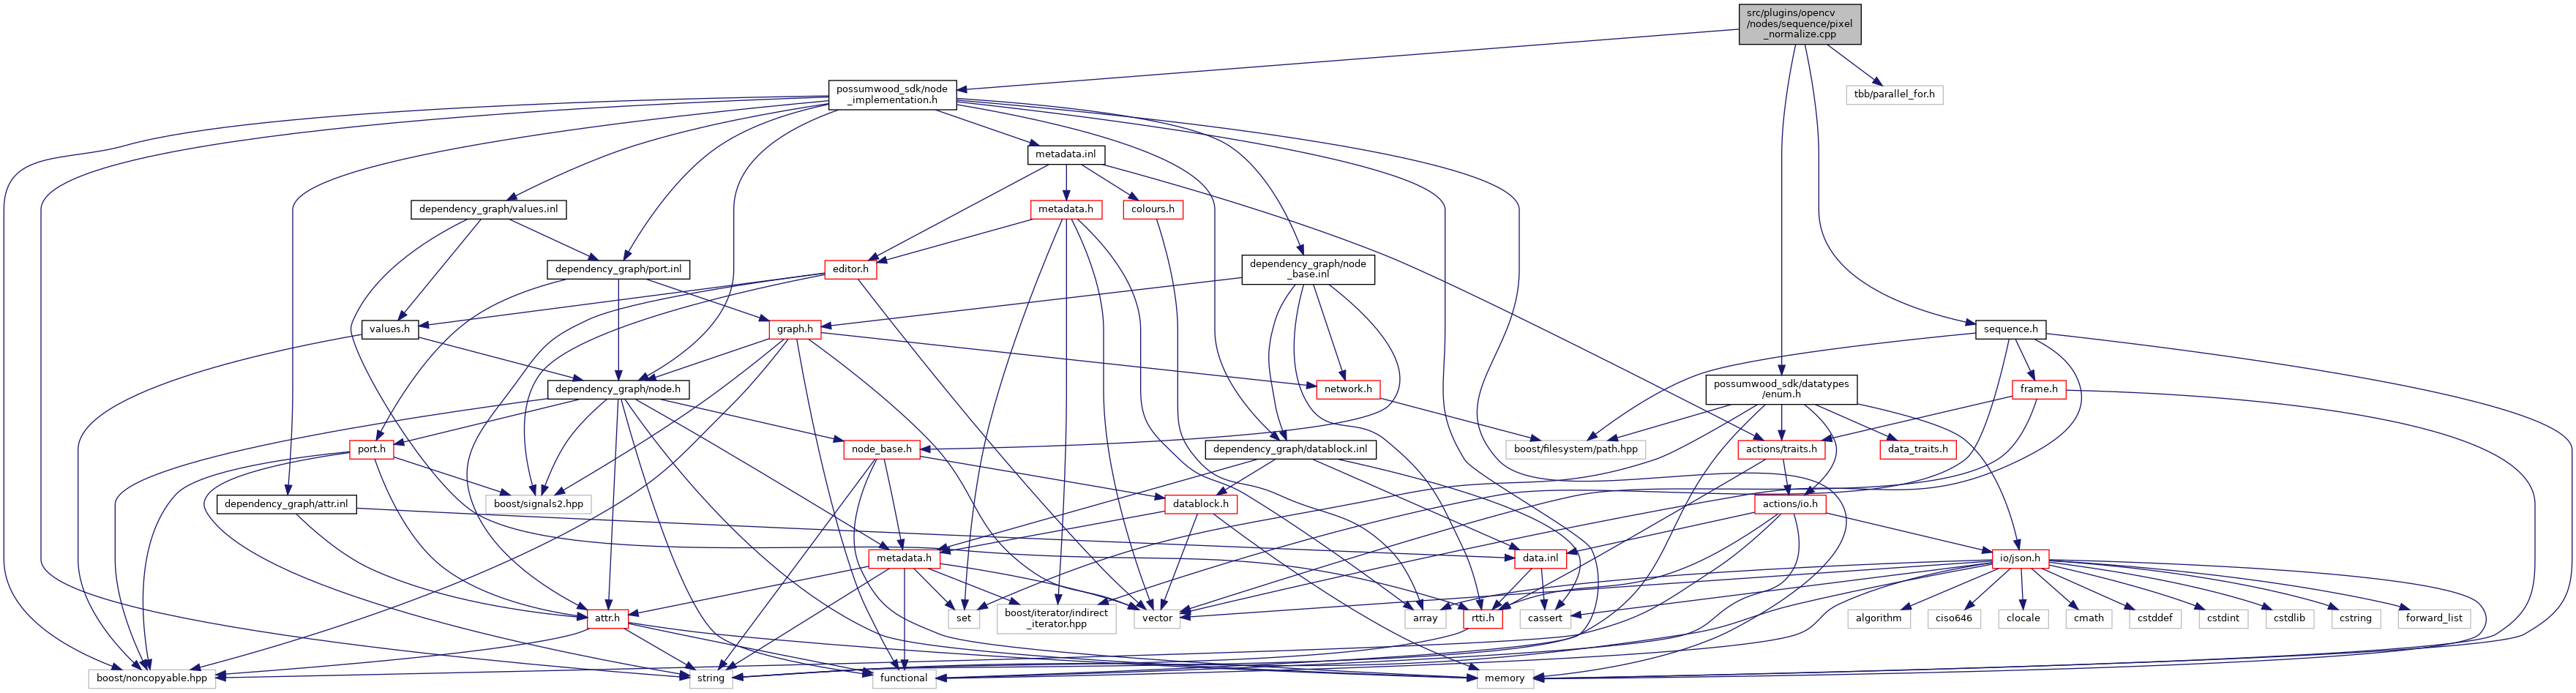 src/plugins/opencv
/nodes/sequence/pixel
_normalize.cpp
possumwood_sdk/node
_implementation.h
tbb/parallel_for.h
metadata.inl
dependency_graph/values.inl
metadata.h
colours.h
dependency_graph/port.inl
editor.h
dependency_graph/node
_base.inl
values.h
graph.h
sequence.h
dependency_graph/node.h
network.h
possumwood_sdk/datatypes
/enum.h
frame.h
port.h
node_base.h
dependency_graph/datablock.inl
boost/filesystem/path.hpp
actions/traits.h
data_traits.h
dependency_graph/attr.inl
boost/signals2.hpp
datablock.h
actions/io.h
metadata.h
data.inl
io/json.h
attr.h
set
boost/iterator/indirect
_iterator.hpp
vector
array
rtti.h
cassert
algorithm
ciso646
clocale
cmath
cstddef
cstdint
cstdlib
cstring
forward_list
boost/noncopyable.hpp
string
functional
memory